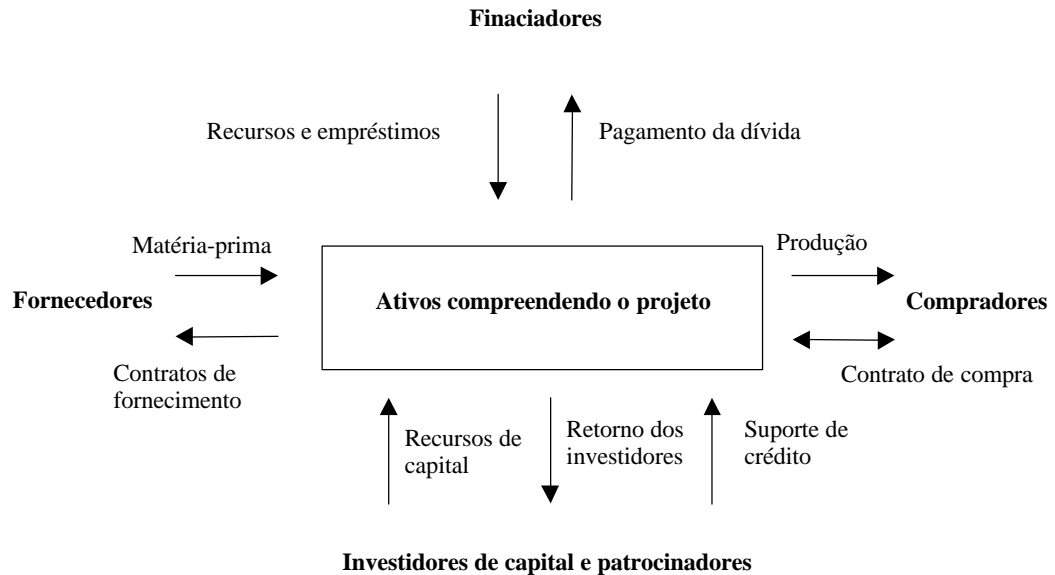 Finaciadores
Recursos e empréstimos
Pagamento da dívida
Matéria-prima
Produção
Fornecedores
Ativos compreendendo o projeto
Compradores
Contratos de
fornecimento
Contrato de compra
Recursos de
capital
Retorno dos
investidores
Suporte de
crédito
Investidores de capital e patrocinadores